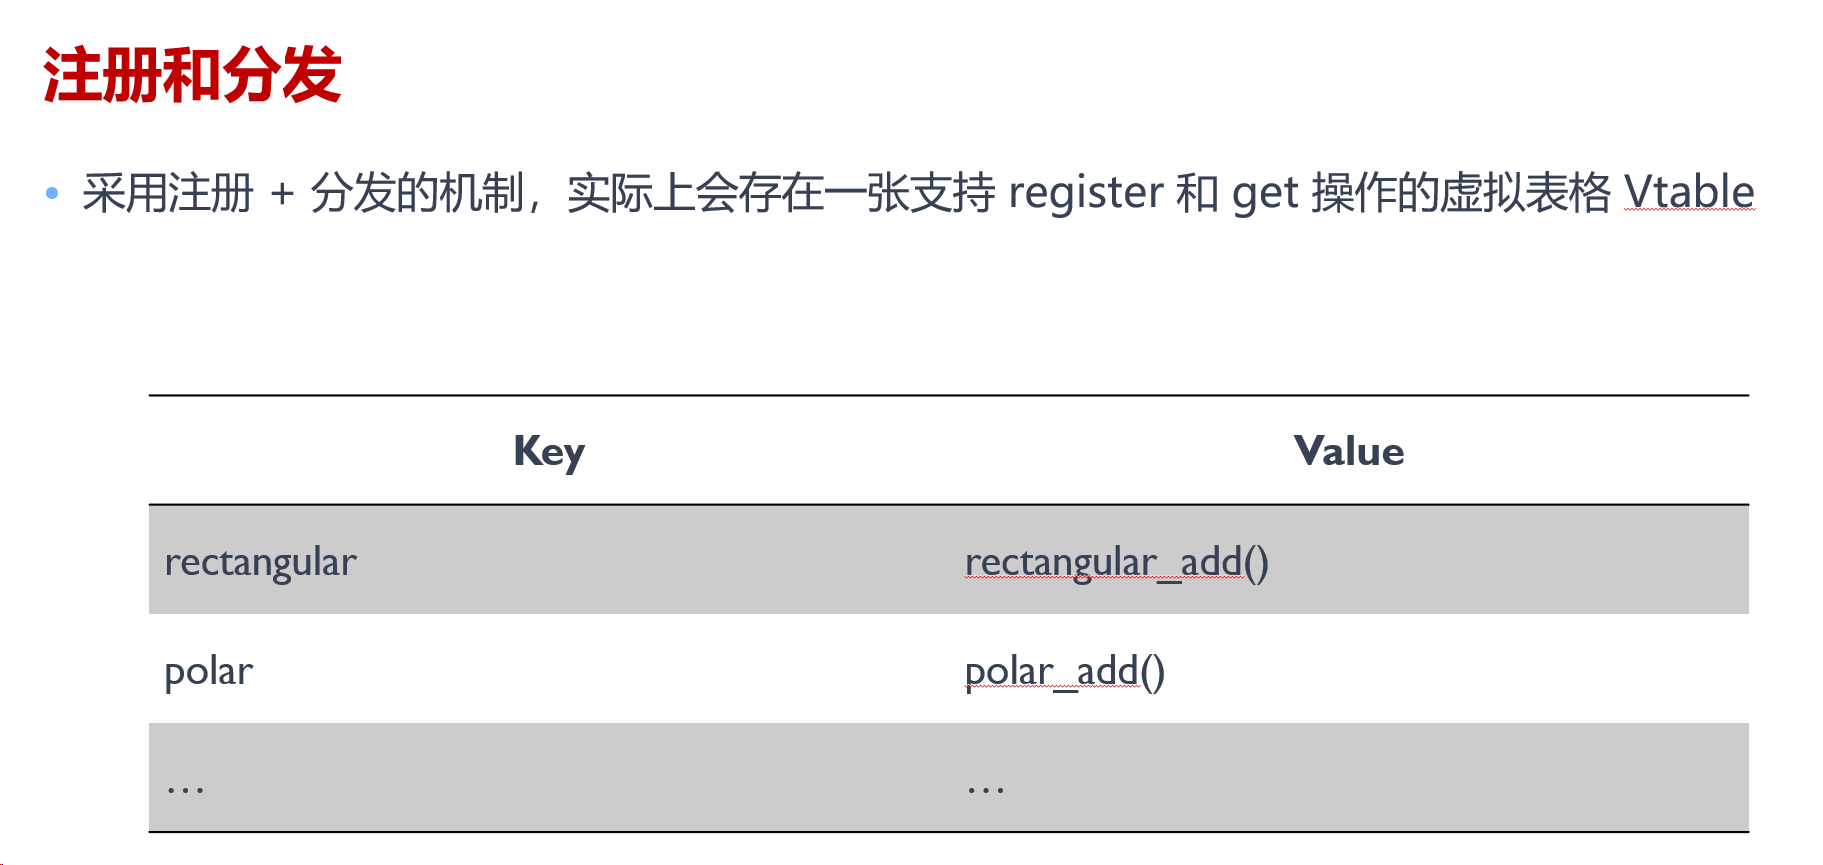 注册和分发
• 采用注册 + 分发的机制，实际上会存在一张支持 register 和 get 操作的虚拟表格 Vtable
Key Value
rectangular rectangular_add()
polar polar_add()
… …